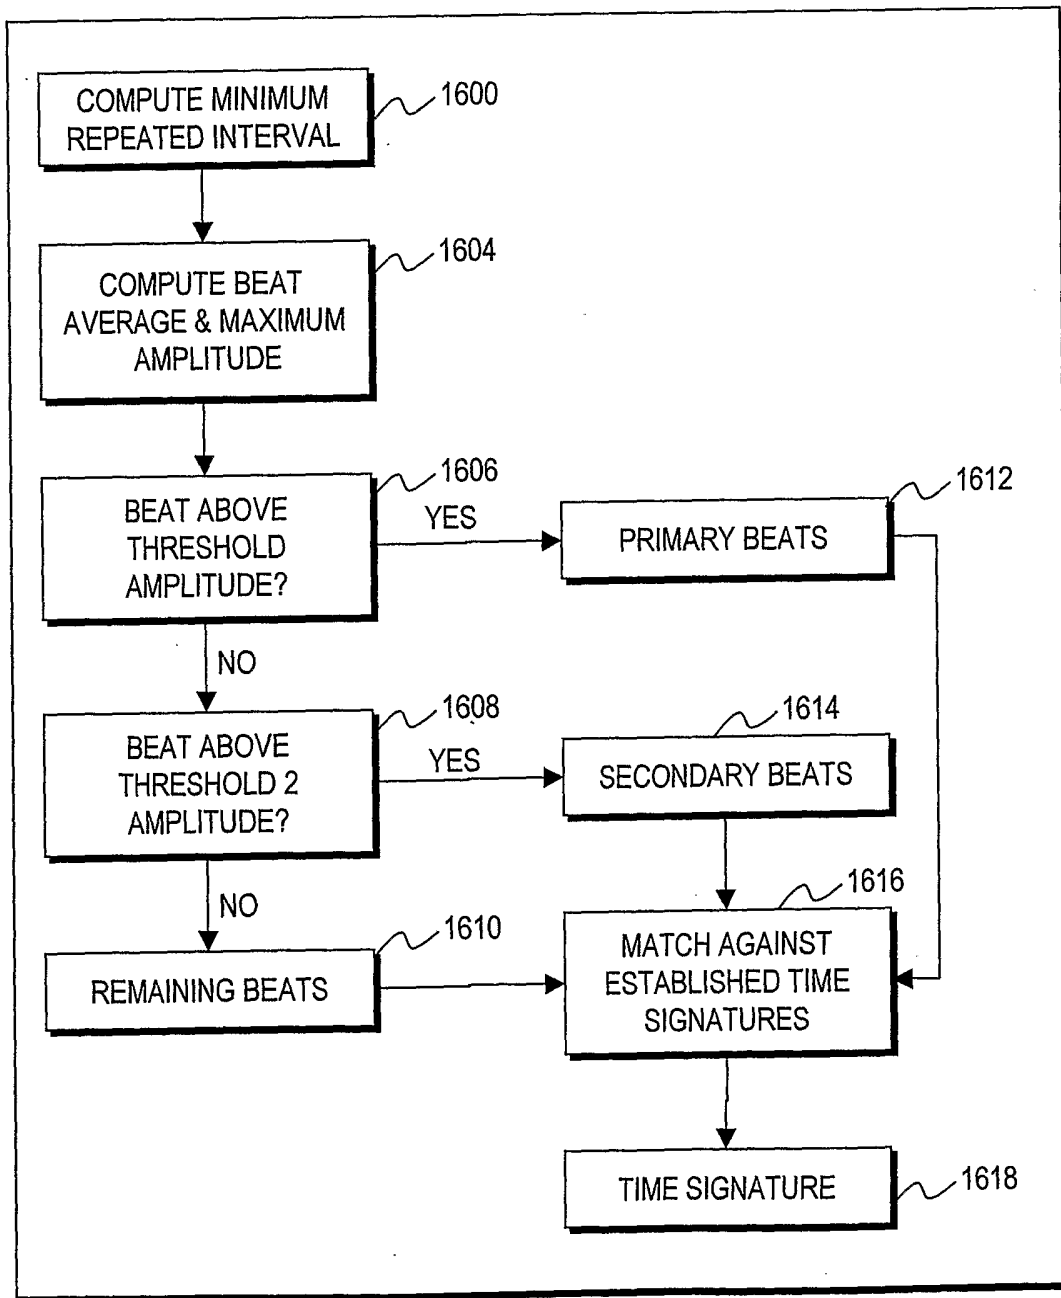 COMPUTE MINIMUM
REPEATED INTERVAL
1600
COMPUTE BEAT
AVERAGE & MAXIMUM
AMPLITUDE
1604
BEAT ABOVE
THRESHOLD
AMPLITUDE?
1606
YES
PRIMARY BEATS
1612
NO
BEAT ABOVE
THRESHOLD 2
AMPLITUDE?
1608
YES
SECONDARY BEATS
1614
NO
REMAINING BEATS
1610
MATCH AGAINST
ESTABLISHED TIME
SIGNATURES
1616
TIME SIGNATURE
1618